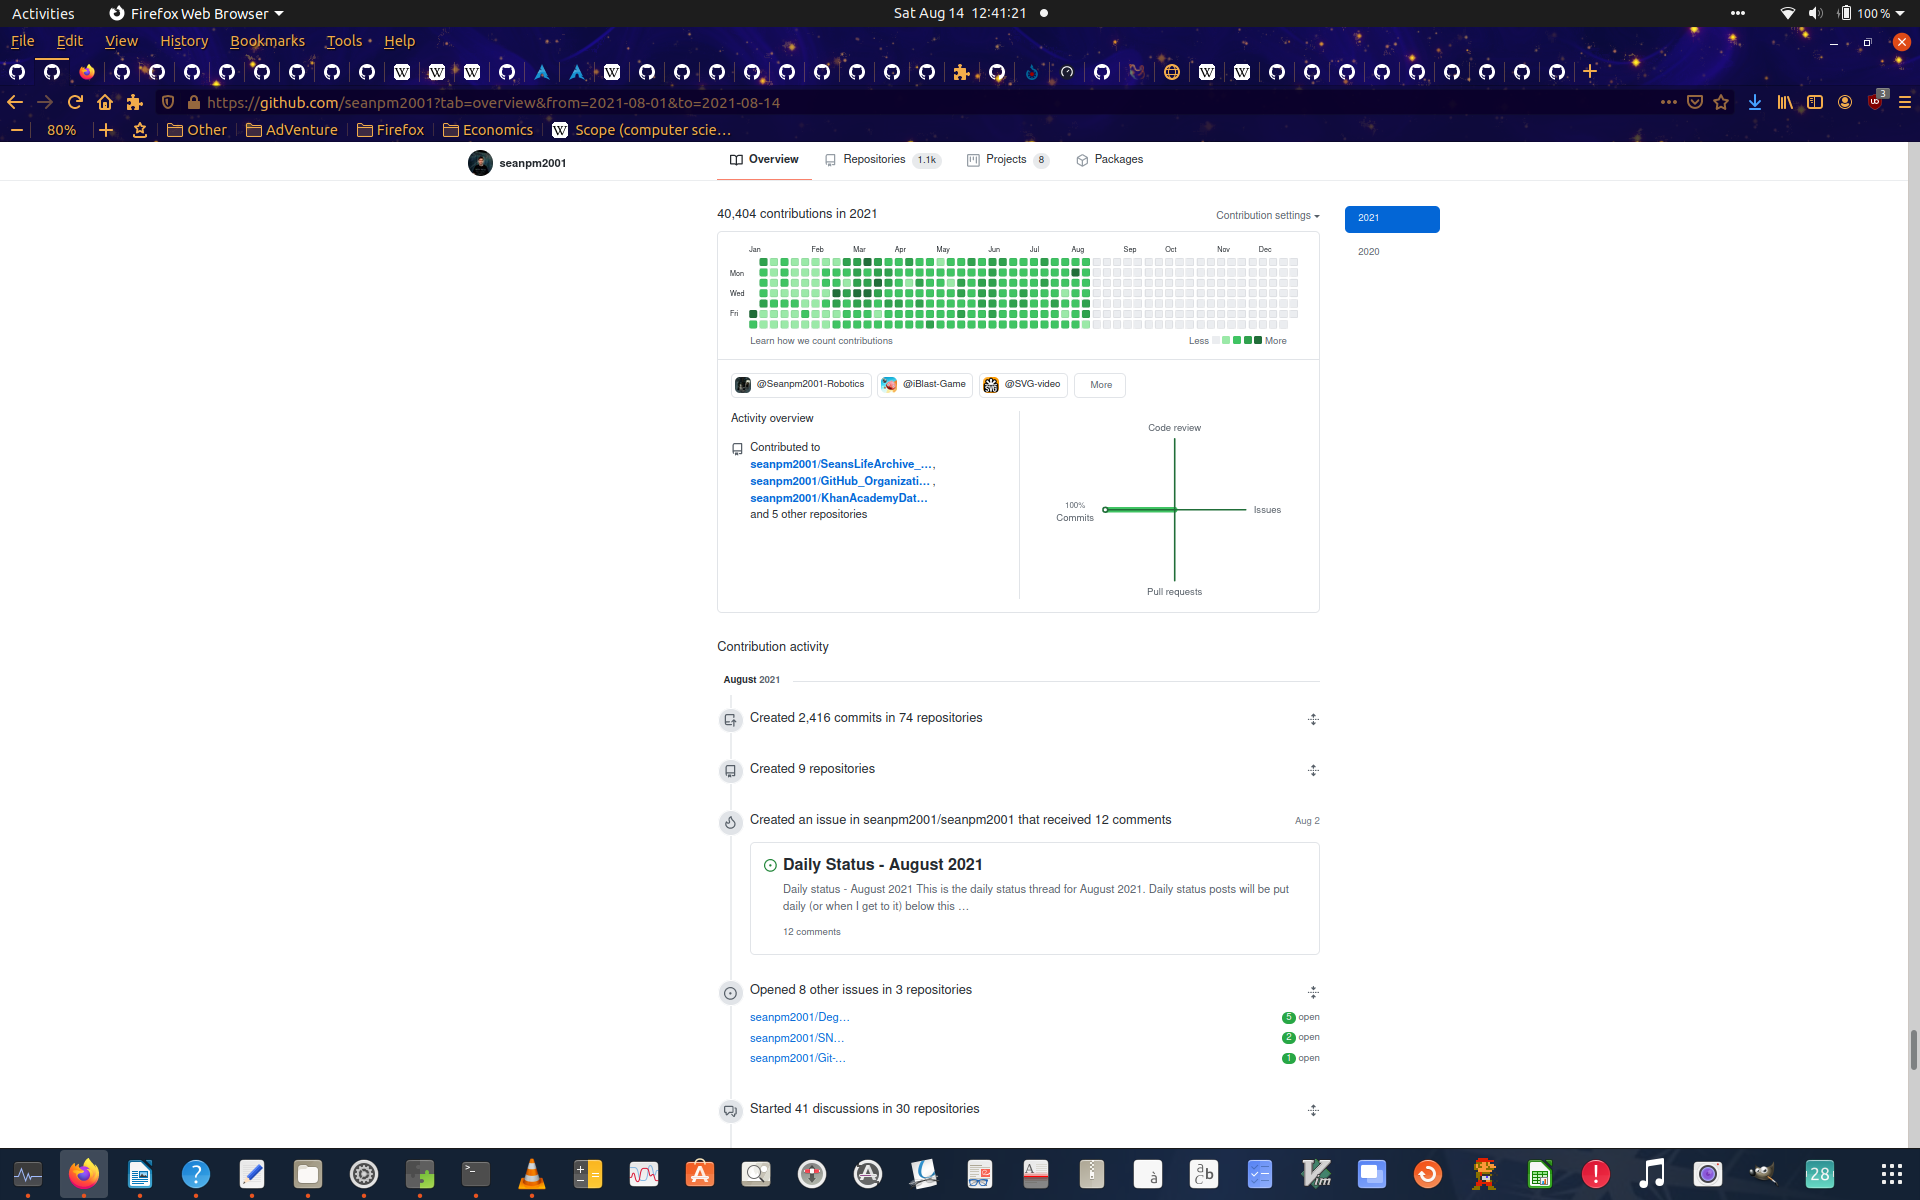 Activities
Firefox Web Browser
Sat Aug 14 12:41:21
100 %
File Edit View History Bookmarks Tools Help
https://github.com/seanpm2001?tab=overview&from=2021-08-01&to=2021-08-14
3
80%
Other
AdVenture
Firefox
Economics
Scope (computer scie…
seanpm2001
Overview
Repositories 1.1k
Projects 8
Packages
40,404 contributions in 2021
Contribution settings
2021
2020
Jan Feb Mar Apr May Jun Jul Aug Sep Oct Nov Dec
Mon
Wed
Fri
Learn how we count contributions
Less More
@Seanpm2001-Robotics
@iBlast-Game
@SVG-video
More
Activity overview
Contributed to
seanpm2001/SeansLifeArchive_…,
seanpm2001/GitHub_Organizati… ,
seanpm2001/KhanAcademyDat…
and 5 other repositories
Code review
100%
Commits
Issues
Pull requests
Contribution activity
August 2021
Created 2,416 commits in 74 repositories
Created 9 repositories
Created an issue in seanpm2001/seanpm2001 that received 12 comments
Aug 2
Daily Status - August 2021
Daily status - August 2021 This is the daily status thread for August 2021. Daily status posts will be put
daily (or when I get to it) below this …
12 comments
Opened 8 other issues in 3 repositories
seanpm2001/Deg…
5 open
seanpm2001/SN…
2 open
seanpm2001/Git-…
1 open
Started 41 discussions in 30 repositories
28